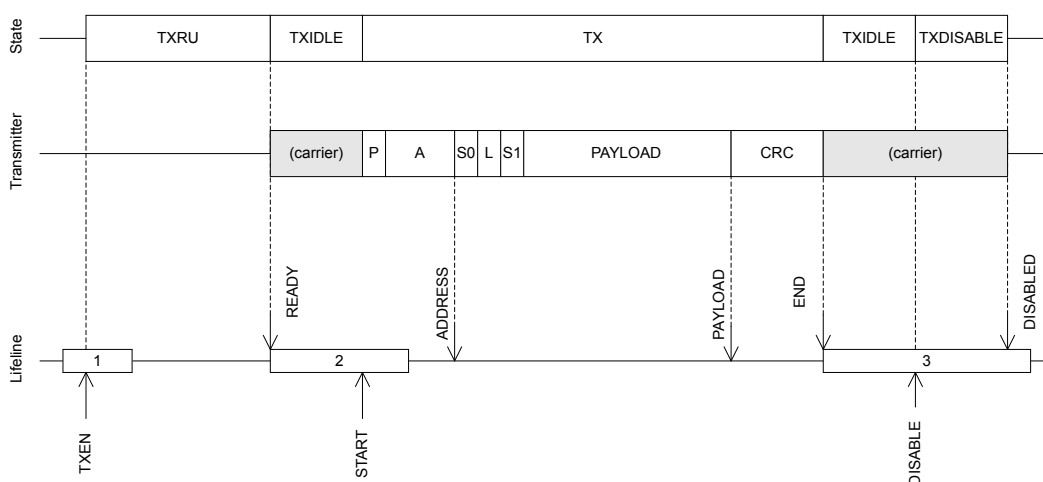 State
TXRU TXIDLE TX TXIDLE TXDISABLE
Transmitter
(carrier) P A S0 L S1 PAYLOAD CRC (carrier)
READY
ADDRESS
PAYLOAD
END
DISABLED
Lifeline
1 2 3
TXEN
START
DISABLE